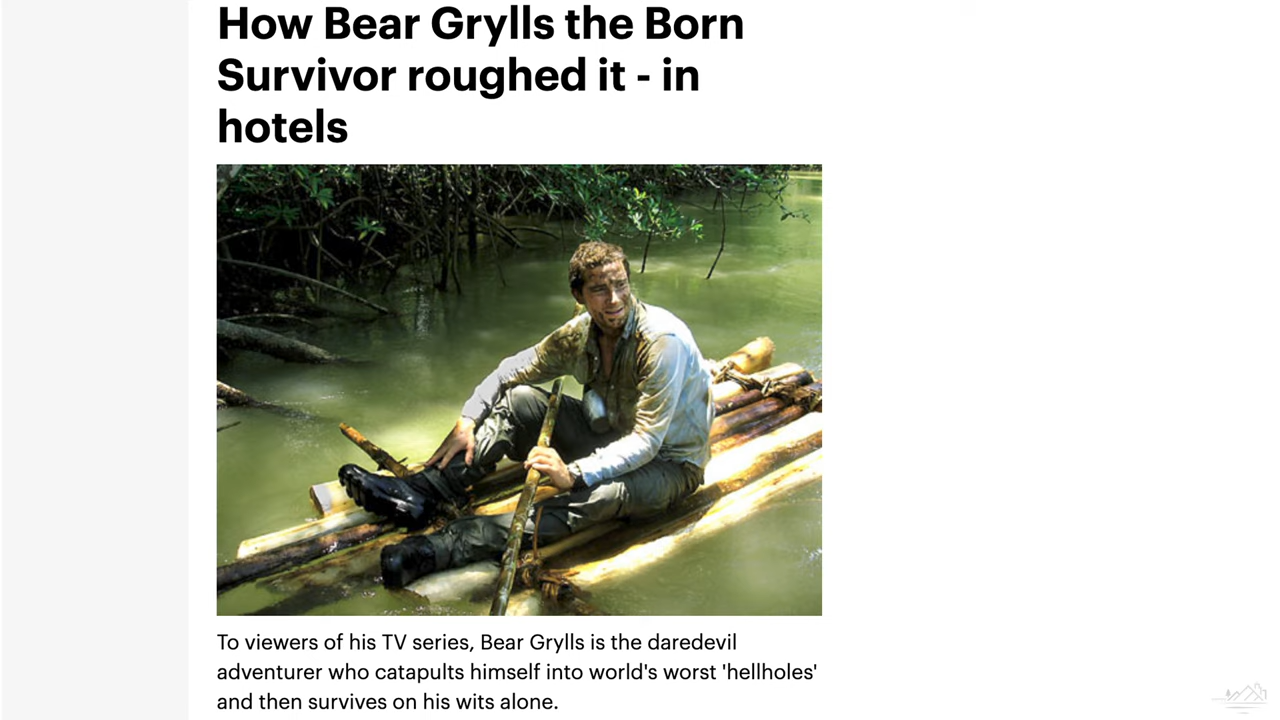 How Bear Grylls the Born
Survivor roughed it - in
hotels
To viewers of his TV series, Bear Grylls is the daredevil
adventurer who catapults himself into world's worst 'hellholes'
and then survives on his wits alone.